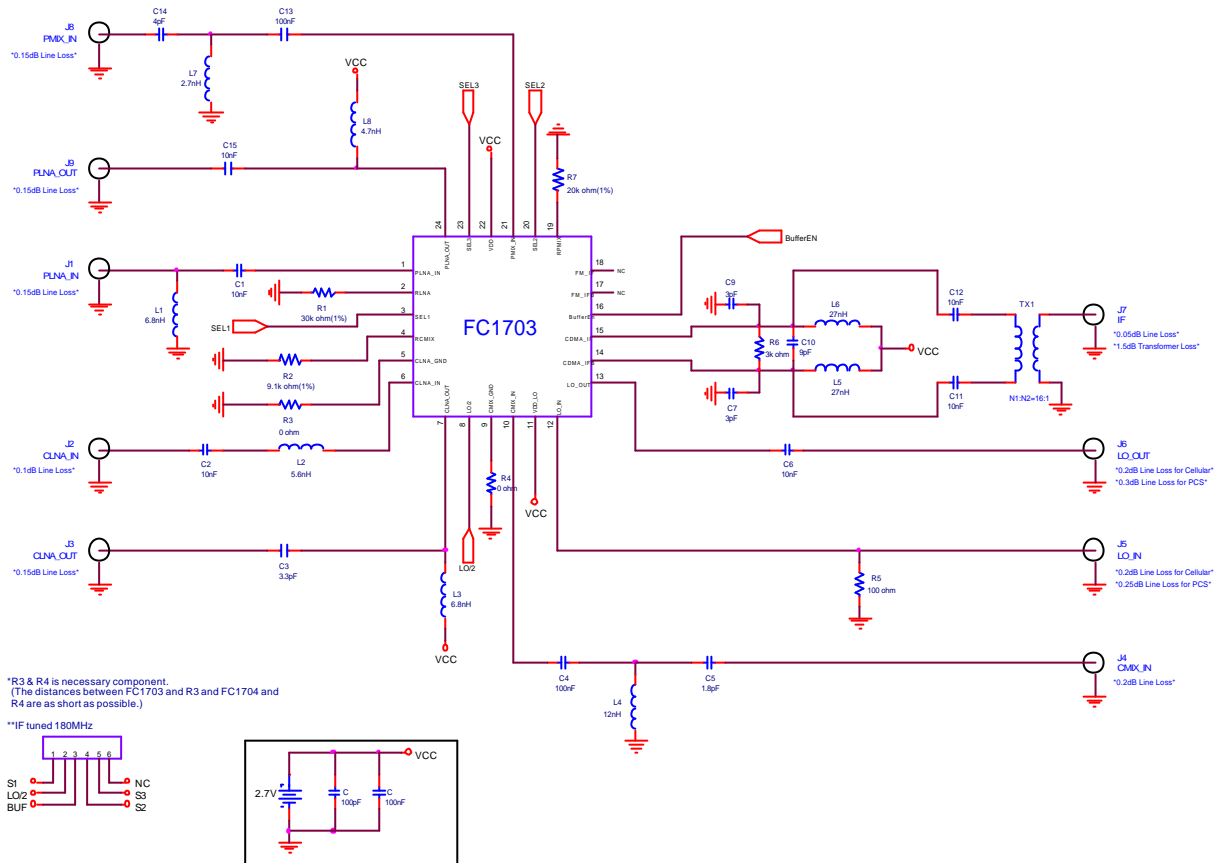 J8
PMIX_IN
*0.15dB Line Loss*
C14
4pF
C13
100nF
L7
2.7nH
VCC
L8
4.7nH
SEL3
SEL2
VCC
R7
20k ohm(1%)
J9
PLNA_OUT
*0.15dB Line Loss*
C15
10nF
24
23
22
21
20
19
PLNA_OUT
SEL3
VDD
PMIX_IN
SEL2
RPMIX
J1
PLNA_IN
*0.15dB Line Loss*
L1
6.8nH
C1
10nF
R1
30k ohm(1%)
SEL1
R2
9.1k ohm(1%)
R3
0 ohm
1
2
3
4
5
6
PLNA_IN
RLNA
SEL1
RCMIX
CLNA_GND
CLNA_IN
FC1703
18
17
16
15
14
13
NC
NC
LO_OUT
BufferEN
C9
3pF
R6
3k ohm
C7
3pF
C10
9pF
L6
27nH
L5
27nH
VCC
C12
10nF
C11
10nF
TX1
N1:N2=16:1
J7
IF
*0.05dB Line Loss*
*1.5dB Transformer Loss*
CLNA_OUT
LO/2
CMIX_GND
CMIX_IN
VDD_LO
LO_IN
7
8
9
10
11
12
J2
CLNA_IN
*0.1dB Line Loss*
C2
10nF
L2
5.6nH
R4
0 ohm
VCC
C6
10nF
J6
LO_OUT
*0.2dB Line Loss for Cellular*
*0.3dB Line Loss for PCS*
J3
CLNA_OUT
*0.15dB Line Loss*
C3
3.3pF
LO/2
L3
6.8nH
VCC
R5
100 ohm
J5
LO_IN
*0.2dB Line Loss for Cellular*
*0.25dB Line Loss for PCS*
C4
100nF
L4
12nH
C5
1.8pF
J4
CMIX_IN
*0.2dB Line Loss*
*R3 & R4 is necessary component.
(The distances between FC1703 and R3 and FC1704 and
R4 are as short as possible.)
**IF tuned 180MHz
1 2 3 4 5 6
S1
LO/2
BUF
NC
S3
S2
VCC
2.7V
C
100pF
C
100nF